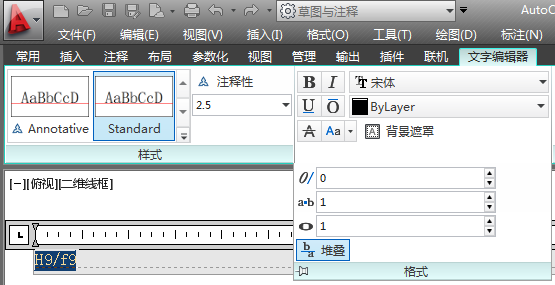 草图与注释
AutoC
文件(F) 编辑(E) 视图(V) 插入(I) 格式(O) 工具(T) 绘图(D) 标注(N)
常用 插入 注释 布局 参数化 视图 管理 输出 插件 联机 文字编辑器
AaBbCcD AaBbCcD
Annotative Standard
注释性
2.5
样式
B I 宋体
U O ByLayer
A Aa 背景遮罩
0/ 0
a•b 1
O 1
b/a 堆叠
格式
[-][俯视][二维线框]
L
H9/f9